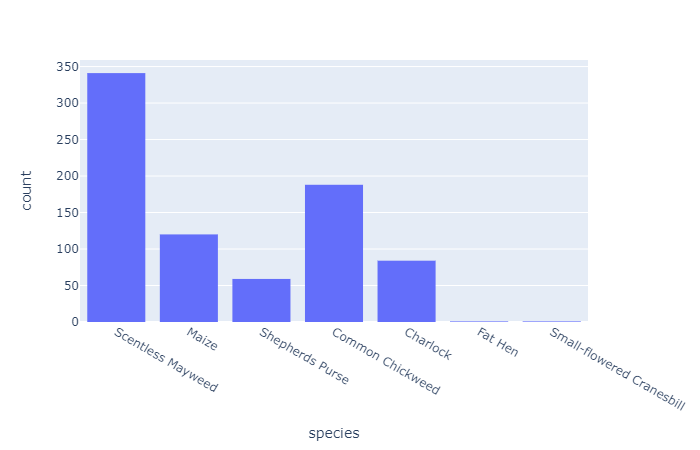 350
300
250
200
150
100
50
0
count
Scentless Mayweed
Maize
Shepherds Purse
Common Chickweed
Charlock
Fat Hen
Small-flowered Cranesbill
species